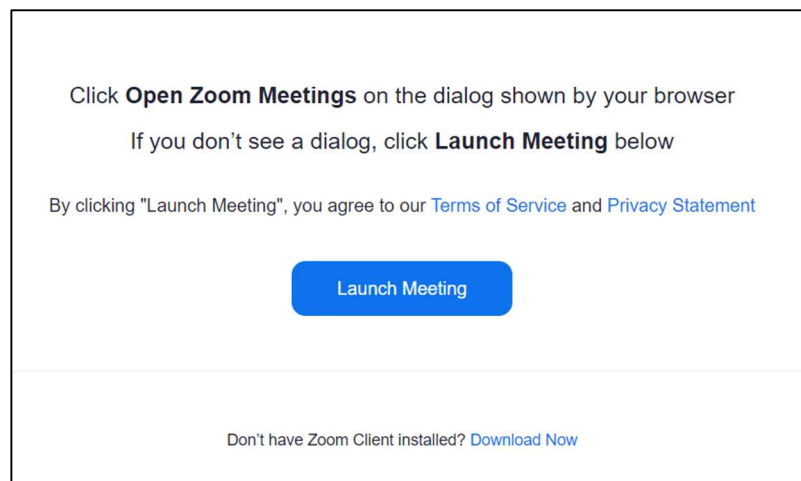 Click Open Zoom Meetings on the dialog shown by your browser
If you don’t see a dialog, click Launch Meeting below
By clicking "Launch Meeting", you agree to our Terms of Service and Privacy Statement
Launch Meeting
Don’t have Zoom Client installed? Download Now